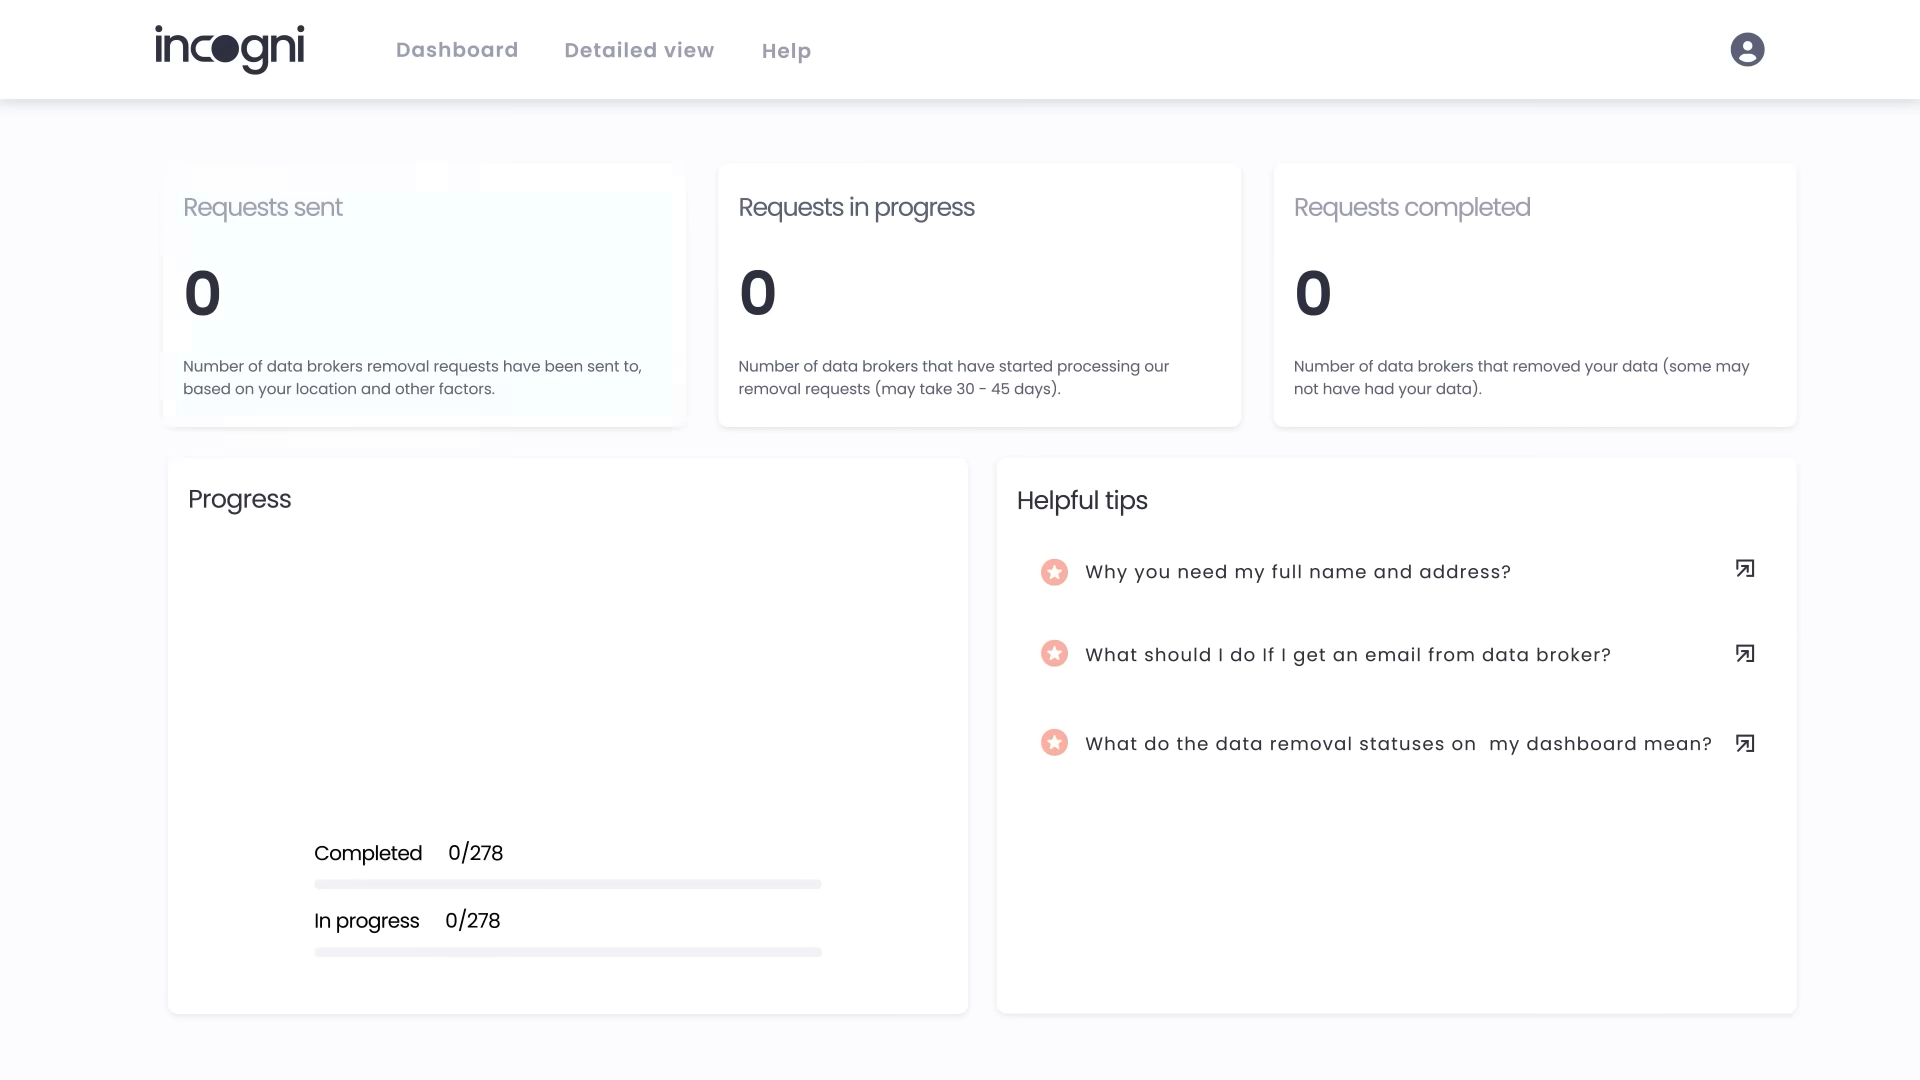 incogni
Dashboard
Detailed view
Help
Requests sent
0
Number of data brokers removal requests have been sent to,
based on your location and other factors.
Requests in progress
0
Number of data brokers that have started processing our
removal requests (may take 30 - 45 days).
Requests completed
0
Number of data brokers that removed your data (some may
not have had your data).
Progress
Completed 0/278
In progress 0/278
Helpful tips
Why you need my full name and address?
What should I do If I get an email from data broker?
What do the data removal statuses on  my dashboard mean?